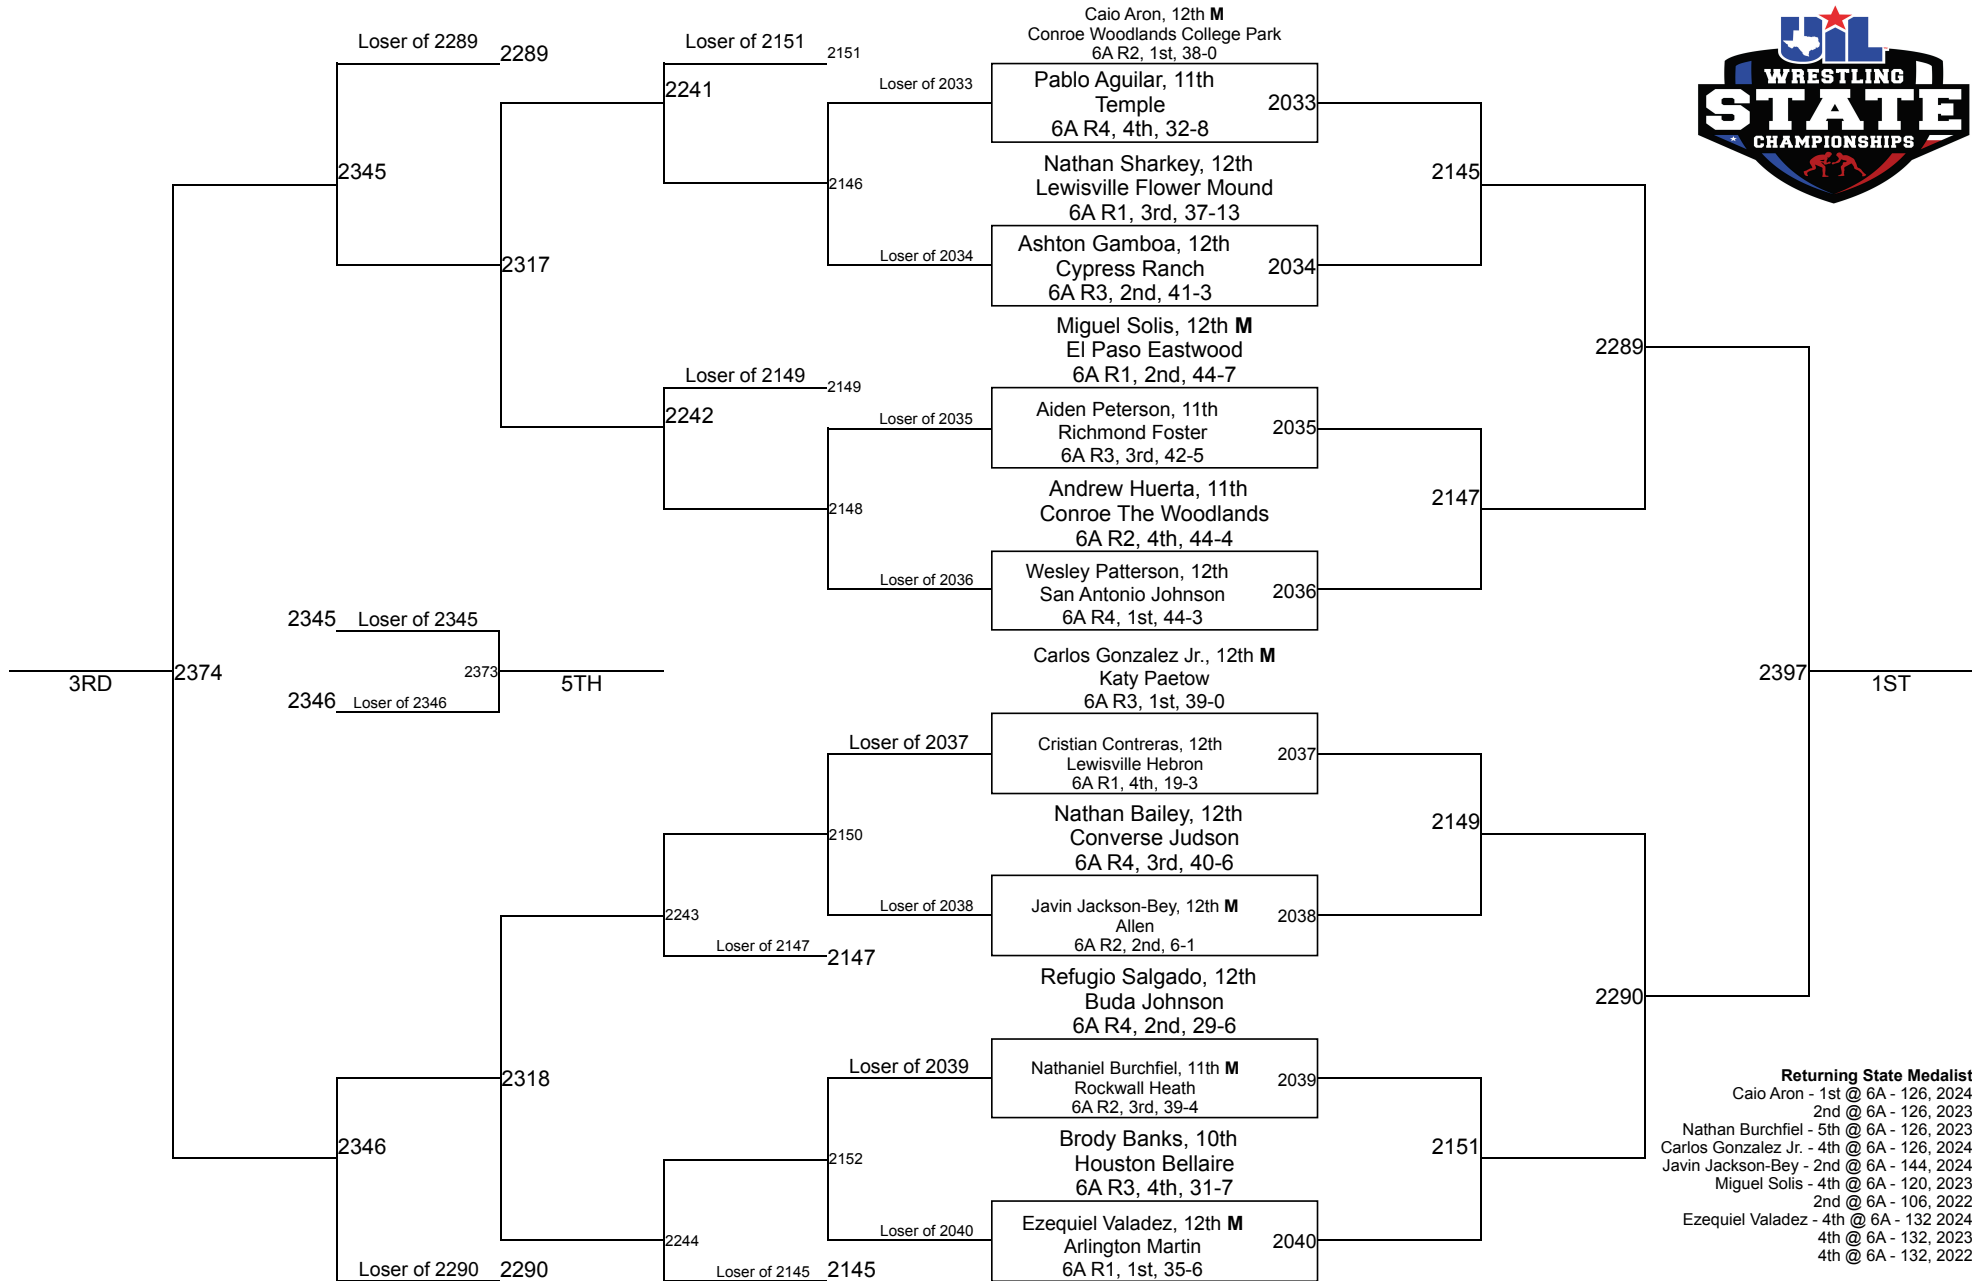 Loser of 2289
2289
2345
2317
Loser of 2151
2151
2241
Loser of 2033
2146
Loser of 2034
Loser of 2149
2149
2242
Loser of 2035
2148
Loser of 2036
2345
Loser of 2345
2373
5TH
2346
Loser of 2346
3RD
2374
Loser of 2037
2150
Loser of 2038
2243
Loser of 2147
2147
2318
Loser of 2039
2152
Loser of 2040
2244
Loser of 2145
2145
2346
Loser of 2290
2290
Caio Aron, 12th M
Conroe Woodlands College Park
6A R2, 1st, 38-0
Pablo Aguilar, 11th
Temple
6A R4, 4th, 32-8
2033
Nathan Sharkey, 12th
Lewisville Flower Mound
6A R1, 3rd, 37-13
Ashton Gamboa, 12th
Cypress Ranch
6A R3, 2nd, 41-3
2034
Miguel Solis, 12th M
El Paso Eastwood
6A R1, 2nd, 44-7
Aiden Peterson, 11th
Richmond Foster
6A R3, 3rd, 42-5
2035
Andrew Huerta, 11th
Conroe The Woodlands
6A R2, 4th, 44-4
Wesley Patterson, 12th
San Antonio Johnson
6A R4, 1st, 44-3
2036
Carlos Gonzalez Jr., 12th M
Katy Paetow
6A R3, 1st, 39-0
Cristian Contreras, 12th
Lewisville Hebron
6A R1, 4th, 19-3
2037
Nathan Bailey, 12th
Converse Judson
6A R4, 3rd, 40-6
Javin Jackson-Bey, 12th M
Allen
6A R2, 2nd, 6-1
2038
Refugio Salgado, 12th
Buda Johnson
6A R4, 2nd, 29-6
Nathaniel Burchfiel, 11th M
Rockwall Heath
6A R2, 3rd, 39-4
2039
Brody Banks, 10th
Houston Bellaire
6A R3, 4th, 31-7
Ezequiel Valadez, 12th M
Arlington Martin
6A R1, 1st, 35-6
2040
2145
2147
2149
2151
2289
2290
2397
1ST
UIL
WRESTLING
STATE
CHAMPIONSHIPS
Returning State Medalist
Caio Aron - 1st @ 6A - 126, 2024
2nd @ 6A - 126, 2023
Nathan Burchfiel - 5th @ 6A - 126, 2023
Carlos Gonzalez Jr. - 4th @ 6A - 126, 2024
Javin Jackson-Bey - 2nd @ 6A - 144, 2024
Miguel Solis - 4th @ 6A - 120, 2023
2nd @ 6A - 106, 2022
Ezequiel Valadez - 4th @ 6A - 132 2024
4th @ 6A - 132, 2023
4th @ 6A - 132, 2022